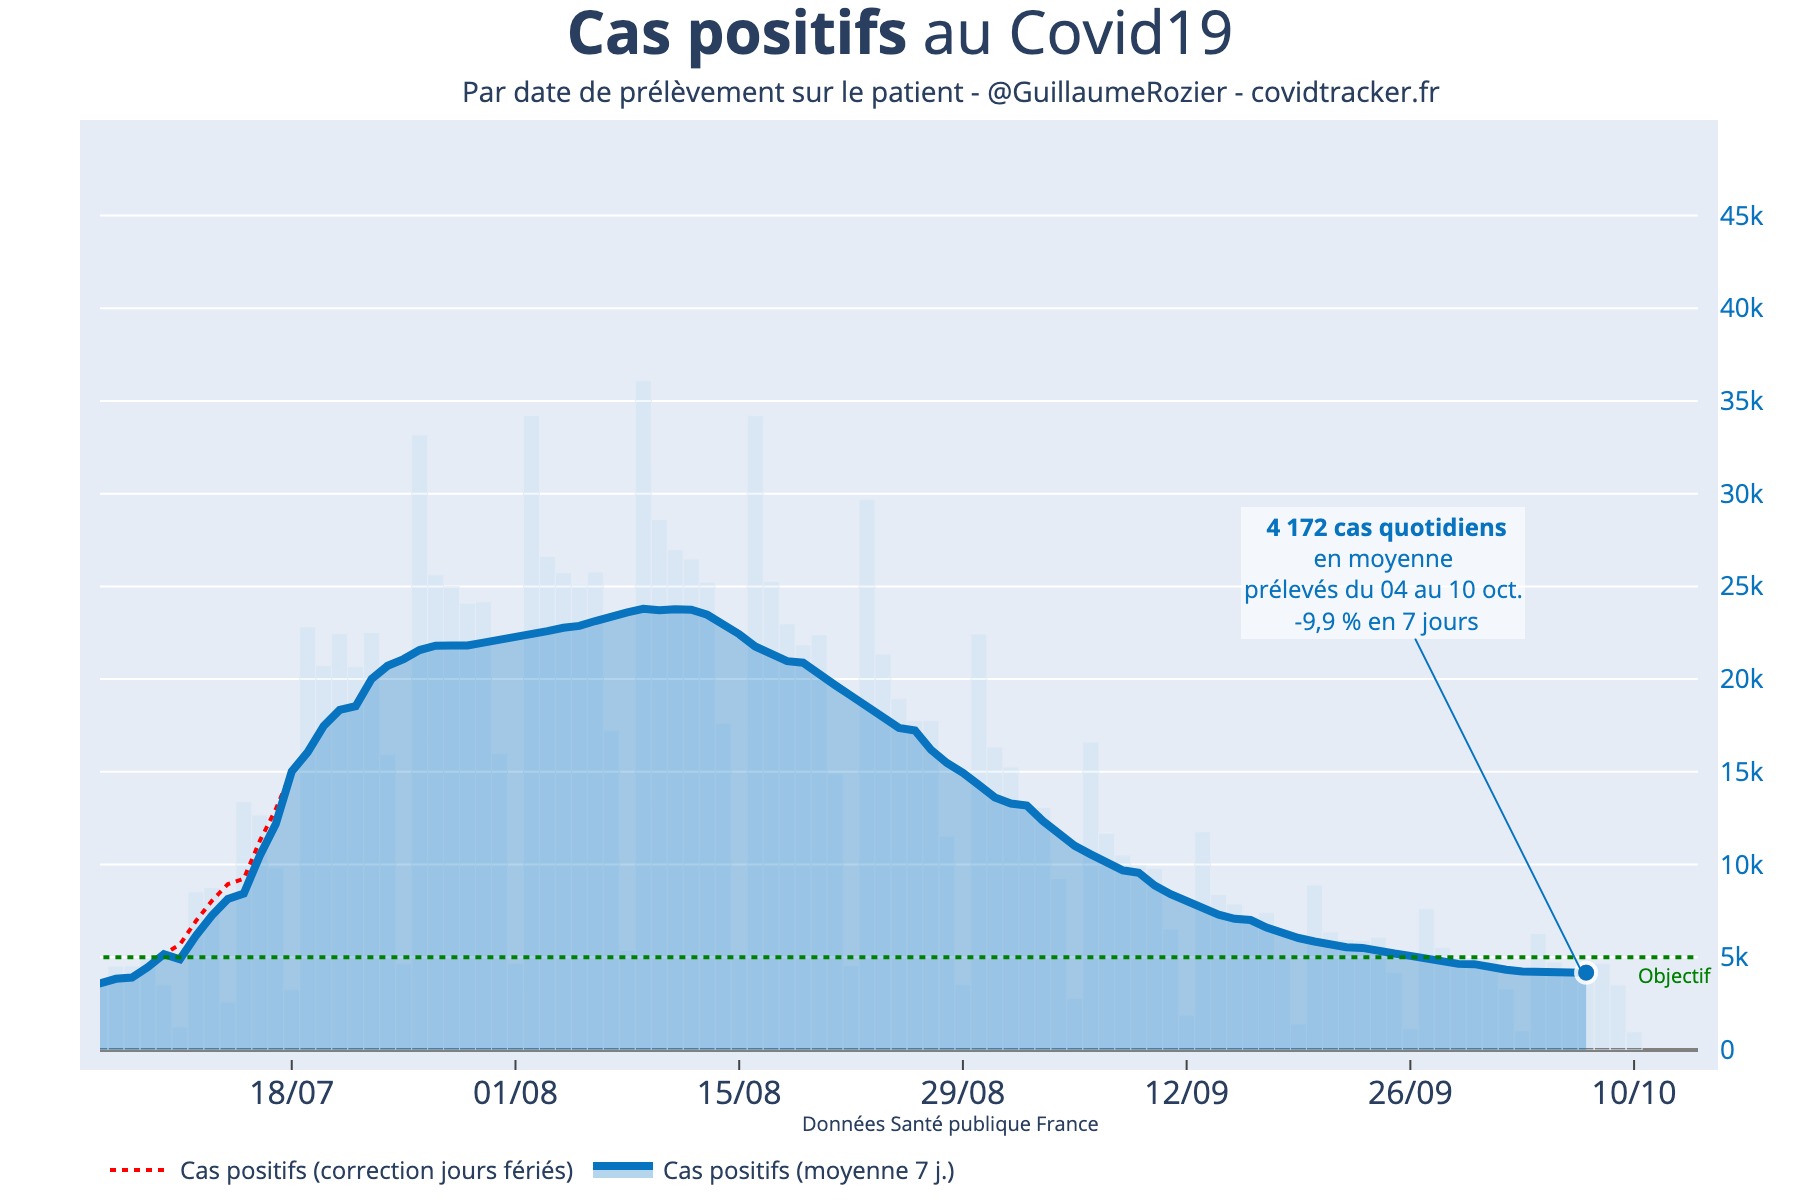 Cas positifs au Covid19
Par date de prélèvement sur le patient - @GuillaumeRozier - covidtracker.fr
45k
40k
35k
30k
25k
20k
15k
10k
5k
0
4 172 cas quotidiens
en moyenne
prélevés du 04 au 10 oct.
-9,9 % en 7 jours
Objectif
18/07
01/08
15/08
29/08
12/09
26/09
10/10
Données Santé publique France
Cas positifs (correction jours fériés)
Cas positifs (moyenne 7 j.)